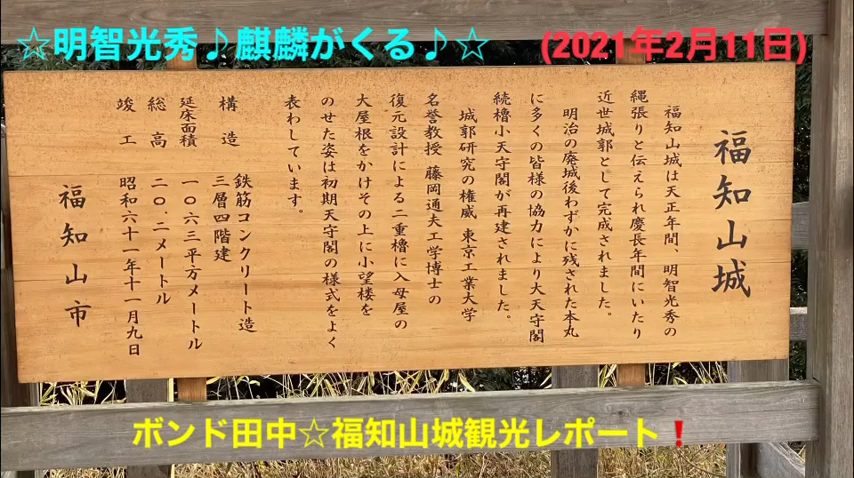 ☆明智光秀♪麒麟がくる♪☆
(2021年2月11日)
福知山城
福知山城は天正年間、明智光秀の
縄張りと伝えられ慶長年間にいたり
近世城郭として完成されました。
明治の廃城後わずかに残された本丸
に多くの皆様の協力により大天守閣
続櫓小天守閣が再建されました。
城郭研究の権威 東京工業大学
名誉教授 藤岡通夫工学博士の
復元設計による二重櫓に入母屋の
大屋根をかけその上に小望楼を
のせた姿は初期天守閣の様式をよく
表わしています。
構造 鉄筋コンクリート造
三層四階建
延床面積 一〇六三平方メートル
総高 二〇.二メートル
竣工 昭和六十一年十一月九日
福知山市
ボンド田中☆福知山城観光レポート❗